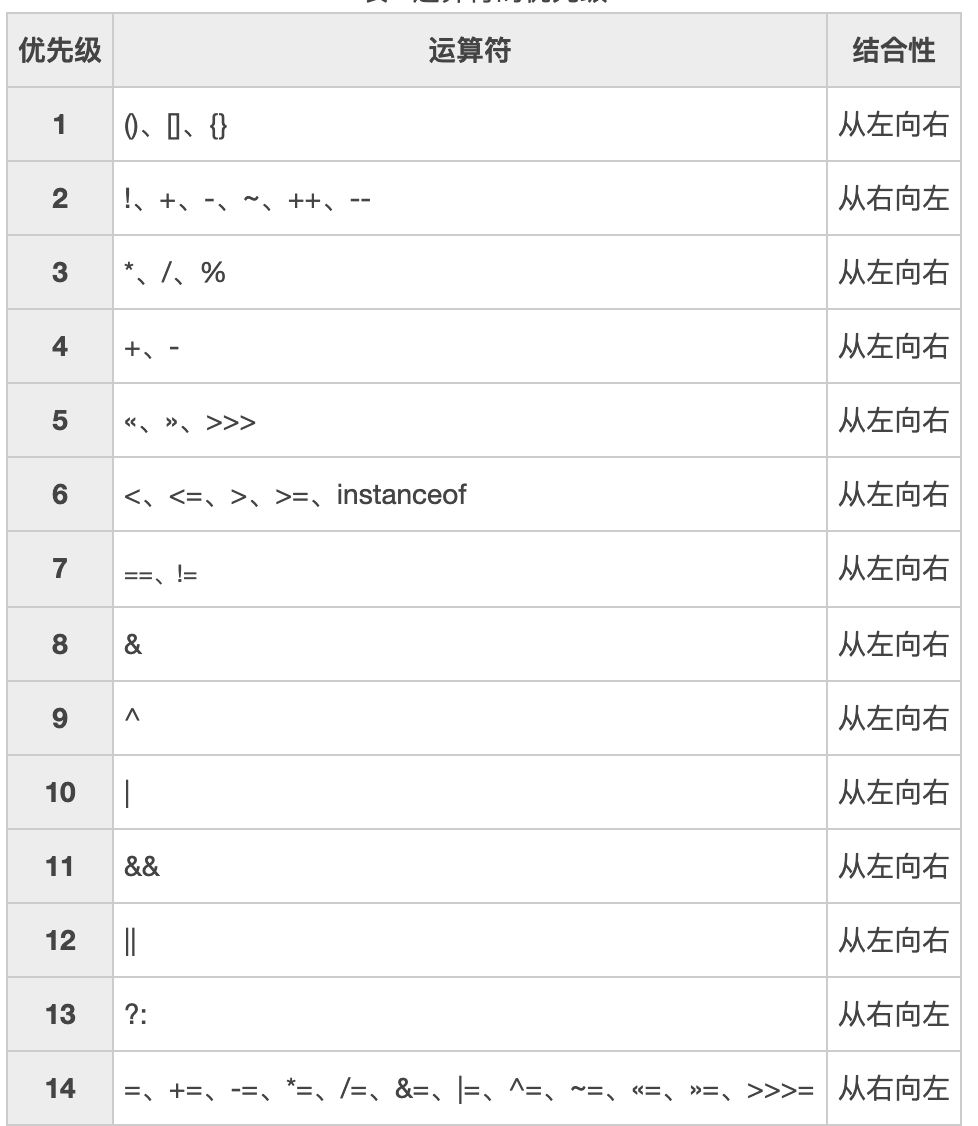 优先级 运算符 结合性
1 ()、[]、{} 从左向右
2 !、+、-、~、++、-- 从右向左
3 *、/、% 从左向右
4 +、- 从左向右
5 «、»、>>> 从左向右
6 <、<=、>、>=、instanceof 从左向右
7 ==、!= 从左向右
8 & 从左向右
9 ^ 从左向右
10 | 从左向右
11 && 从左向右
12 || 从左向右
13 ?: 从右向左
14 =、+=、-=、*=、/=、&=、|=、^=、~=、«=、»=、>>>= 从右向左